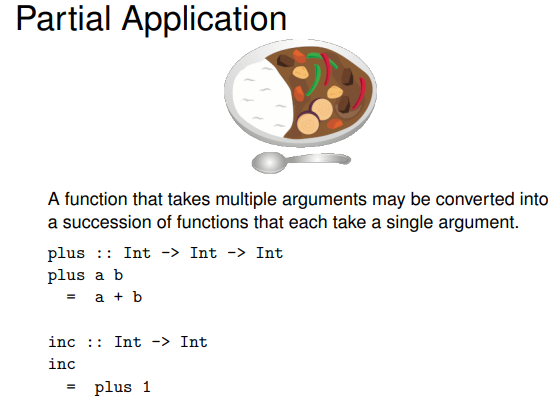 Partial Application
A function that takes multiple arguments may be converted into
a succession of functions that each take a single argument.
plus :: Int -> Int -> Int
plus a b
  =  a + b
inc :: Int -> Int
inc
  =  plus 1